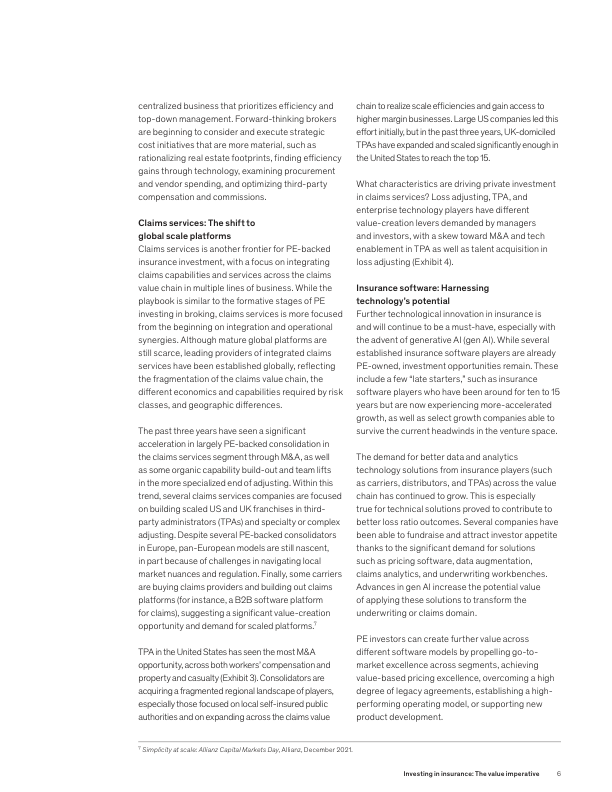 centralized business that prioritizes efficiency and
top-down management. Forward-thinking brokers
are beginning to consider and execute strategic
cost initiatives that are more material, such as
rationalizing real estate footprints, finding efficiency
gains through technology, examining procurement
and vendor spending, and optimizing third-party
compensation and commissions.
Claims services: The shift to
global scale platforms
Claims services is another frontier for PE-backed
insurance investment, with a focus on integrating
claims capabilities and services across the claims
value chain in multiple lines of business. While the
playbook is similar to the formative stages of PE
investing in broking, claims services is more focused
from the beginning on integration and operational
synergies. Although mature global platforms are
still scarce, leading providers of integrated claims
services have been established globally, reflecting
the fragmentation of the claims value chain, the
different economics and capabilities required by risk
classes, and geographic differences.
The past three years have seen a significant
acceleration in largely PE-backed consolidation in
the claims services segment through M&A, as well
as some organic capability build-out and team lifts
in the more specialized end of adjusting. Within this
trend, several claims services companies are focused
on building scaled US and UK franchises in third-
party administrators (TPAs) and specialty or complex
adjusting. Despite several PE-backed consolidators
in Europe, pan-European models are still nascent,
in part because of challenges in navigating local
market nuances and regulation. Finally, some carriers
are buying claims providers and building out claims
platforms (for instance, a B2B software platform
for claims), suggesting a significant value-creation
opportunity and demand for scaled platforms.7
TPA in the United States has seen the most M&A
opportunity, across both workers' compensation and
property and casualty (Exhibit 3). Consolidators are
acquiring a fragmented regional landscape of players,
especially those focused on local self-insured public
authorities and on expanding across the claims value
chain to realize scale efficiencies and gain access to
higher margin businesses. Large US companies led this
effort initially, but in the past three years, UK-domiciled
TPAs have expanded and scaled significantly enough in
the United States to reach the top 15.
What characteristics are driving private investment
in claims services? Loss adjusting, TPA, and
enterprise technology players have different
value-creation levers demanded by managers
and investors, with a skew toward M&A and tech
enablement in TPA as well as talent acquisition in
loss adjusting (Exhibit 4).
Insurance software: Harnessing
technology's potential
Further technological innovation in insurance is
and will continue to be a must-have, especially with
the advent of generative AI (gen AI). While several
established insurance software players are already
PE-owned, investment opportunities remain. These
include a few “late starters,” such as insurance
software players who have been around for ten to 15
years but are now experiencing more-accelerated
growth, as well as select growth companies able to
survive the current headwinds in the venture space.
The demand for better data and analytics
technology solutions from insurance players (such
as carriers, distributors, and TPAs) across the value
chain has continued to grow. This is especially
true for technical solutions proved to contribute to
better loss ratio outcomes. Several companies have
been able to fundraise and attract investor appetite
thanks to the significant demand for solutions
such as pricing software, data augmentation,
claims analytics, and underwriting workbenches.
Advances in gen AI increase the potential value
of applying these solutions to transform the
underwriting or claims domain.
PE investors can create further value across
different software models by propelling go-to-
market excellence across segments, achieving
value-based pricing excellence, overcoming a high
degree of legacy agreements, establishing a high-
performing operating model, or supporting new
product development.
7 Simplicity at scale: Allianz Capital Markets Day, Allianz, December 2021.
Investing in insurance: The value imperative 6